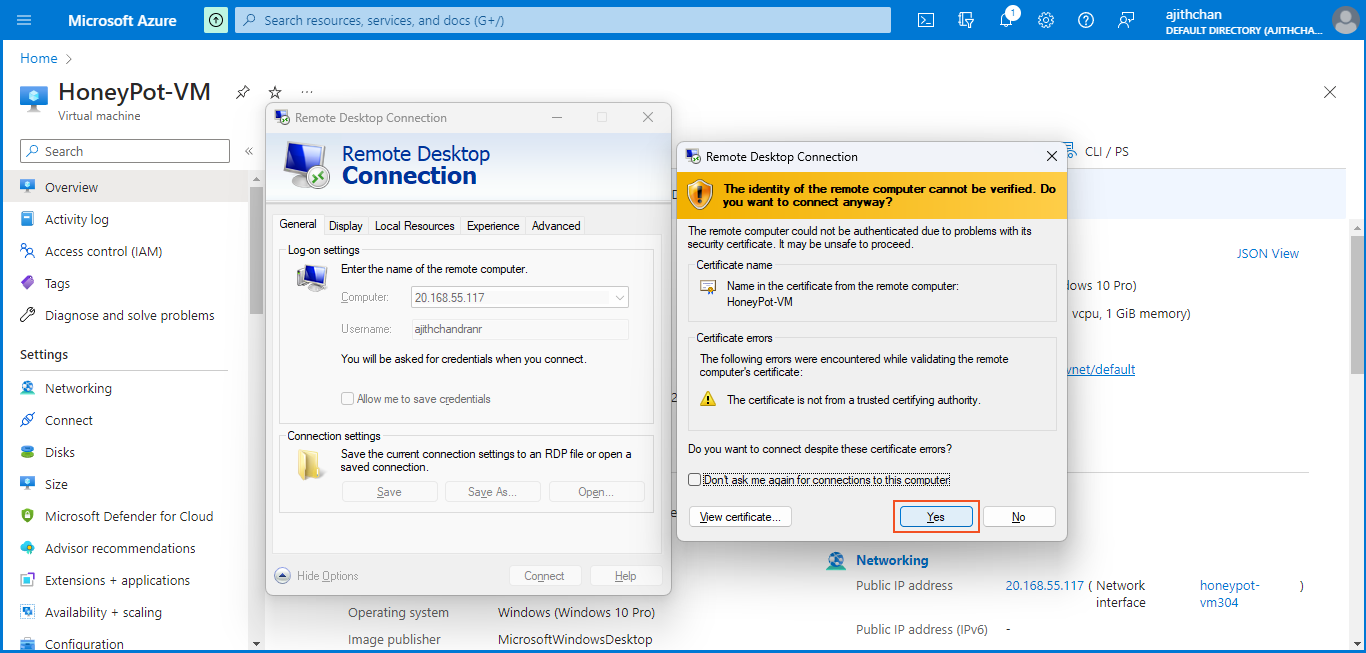 Microsoft Azure
Search resources, services, and docs (G+/)
1
ajithchan
DEFAULT DIRECTORY (AJITHCHA...
Home
HoneyPot-VM
...
Virtual machine
Search
«
Overview
Activity log
Access control (IAM)
Tags
Diagnose and solve problems
Settings
Networking
Connect
Disks
Size
Microsoft Defender for Cloud
Advisor recommendations
Extensions + applications
Availability + scaling
Configuration
Remote Desktop Connection
Remote Desktop
Connection
General Display Local Resources Experience Advanced
Log-on settings
Enter the name of the remote computer.
Computer: 20.168.55.117
Username: ajithchandranr
You will be asked for credentials when you connect.
Allow me to save credentials
Connection settings
Save the current connection settings to an RDP file or open a
saved connection.
Save Save As... Open...
Hide Options Connect Help
Remote Desktop Connection
The identity of the remote computer cannot be verified. Do
you want to connect anyway?
The remote computer could not be authenticated due to problems with its
security certificate. It may be unsafe to proceed.
Certificate name
Name in the certificate from the remote computer:
HoneyPot-VM
Certificate errors
The following errors were encountered while validating the remote
computer's certificate:
The certificate is not from a trusted certifying authority.
Do you want to connect despite these certificate errors?
Don't ask me again for connections to this computer
View certificate... Yes No
CLI / PS
JSON View
ows 10 Pro)
vcpu, 1 GiB memory)
vnet/default
Operating system Windows (Windows 10 Pro)
Image publisher MicrosoftWindowsDesktop
Networking
Public IP address 20.168.55.117 ( Network interface honeypot-vm304 )
Public IP address (IPv6) -